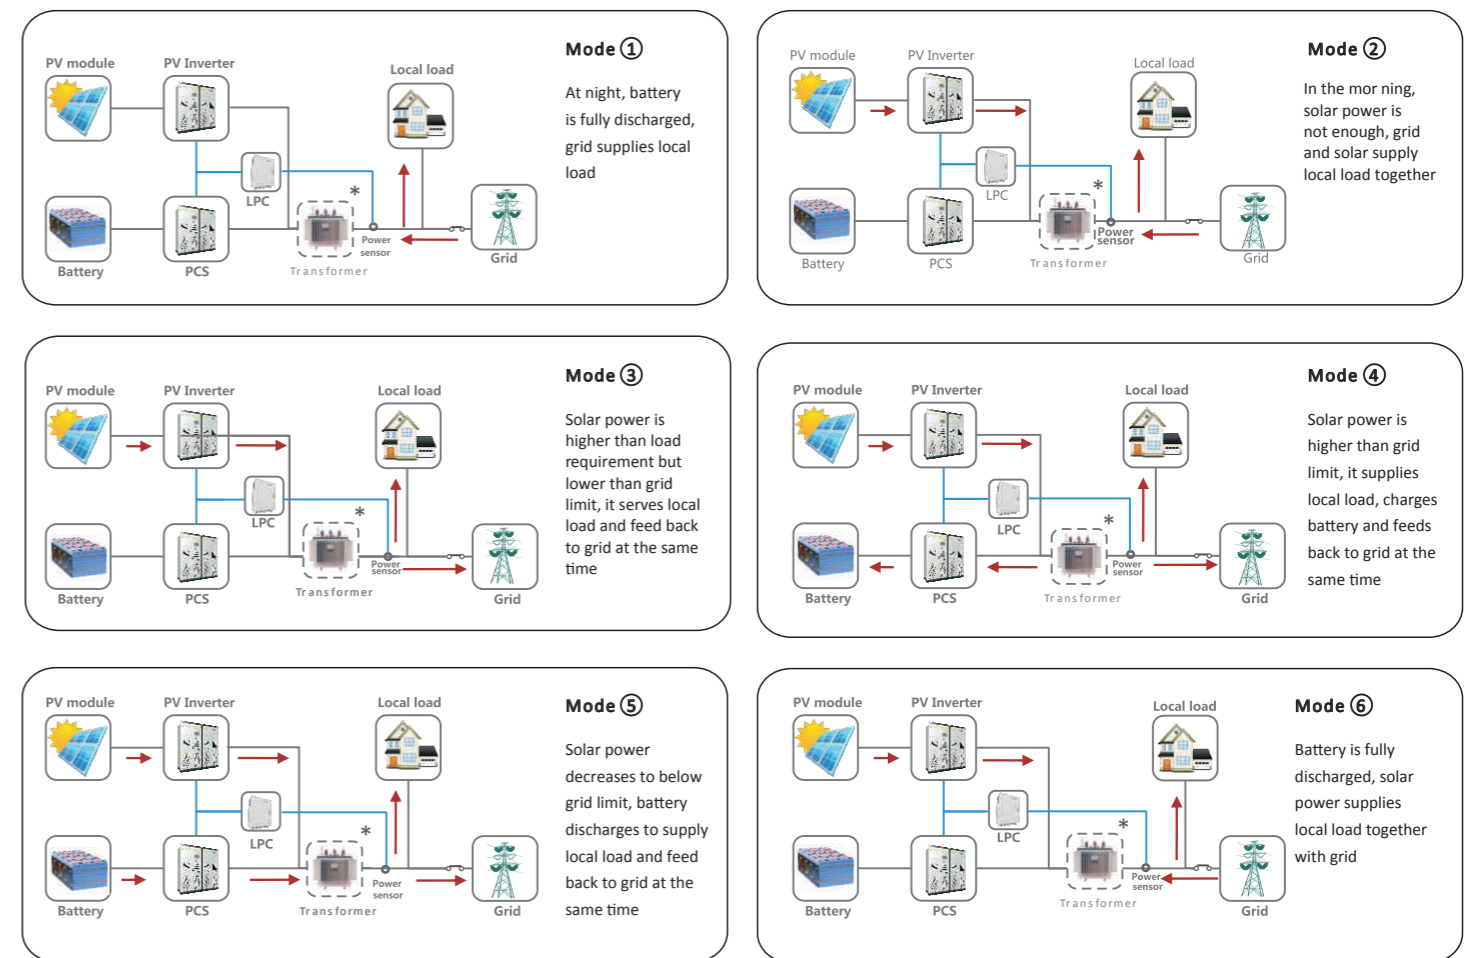 Mode ①
PV module
PV Inverter
Local load
At night, battery
is fully discharged,
grid supplies local
load
LPC
*
Power
sensor
Battery
PCS
Transformer
Grid
Mode ②
PV module
PV Inverter
Local load
In the mor ning,
solar power is
not enough, grid
and solar supply
local load together
LPC
*
Power
sensor
Battery
PCS
Transformer
Grid
Mode ③
PV module
PV Inverter
Local load
Solar power is
higher than load
requirement but
lower than grid
limit, it serves local
load and feed back
to grid at the same
time
LPC
*
Power
sensor
Battery
PCS
Transformer
Grid
Mode ④
PV module
PV Inverter
Local load
Solar power is
higher than grid
limit, it supplies
local load, charges
battery and feeds
back to grid at the
same time
LPC
*
Power
sensor
Battery
PCS
Transformer
Grid
Mode ⑤
PV module
PV Inverter
Local load
Solar power
decreases to below
grid limit, battery
discharges to supply
local load and feed
back to grid at the
same time
LPC
*
Power
sensor
Battery
PCS
Transformer
Grid
Mode ⑥
PV module
PV Inverter
Local load
Battery is fully
discharged, solar
power supplies
local load together
with grid
LPC
*
Power
sensor
Battery
PCS
Transformer
Grid